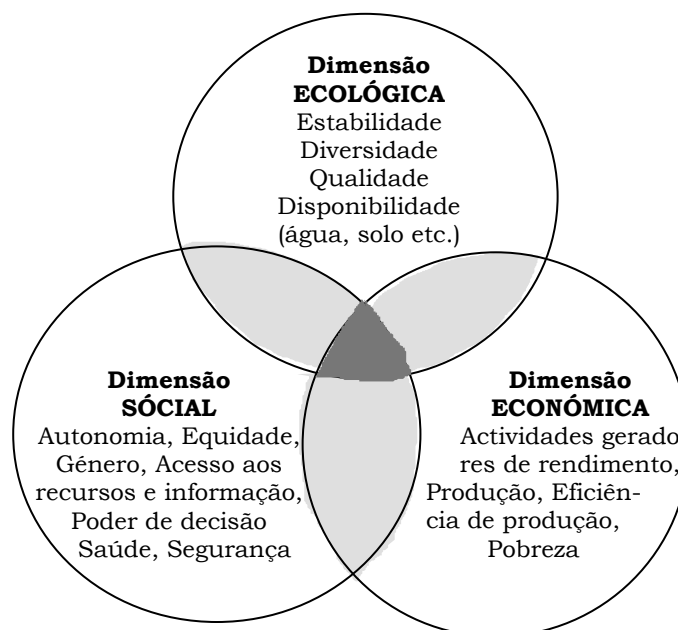 Dimensão
ECOLÓGICA
Estabilidade
Diversidade
Qualidade
Disponibilidade
(água, solo etc.)
Dimensão
SÓCIAL
Autonomia, Equidade,
Género, Acesso aos
recursos e informação,
Poder de decisão
Saúde, Segurança
Dimensão
ECONÓMICA
Actividades gerado
res de rendimento,
Produção, Eficiên-
cia de produção,
Pobreza